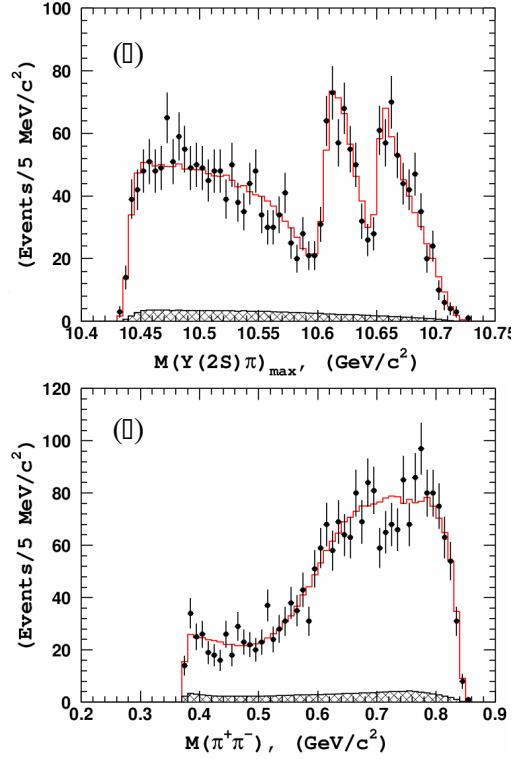 100
80
60
40
20
0
(Events/5 MeV/c²)
(▯)
10.4 10.45 10.5 10.55 10.6 10.65 10.7 10.75
M(Υ(2S)π)max, (GeV/c²)
120
100
80
60
40
20
0
(Events/5 MeV/c²)
(▯)
0.2 0.3 0.4 0.5 0.6 0.7 0.8 0.9
M(π⁺π⁻), (GeV/c²)